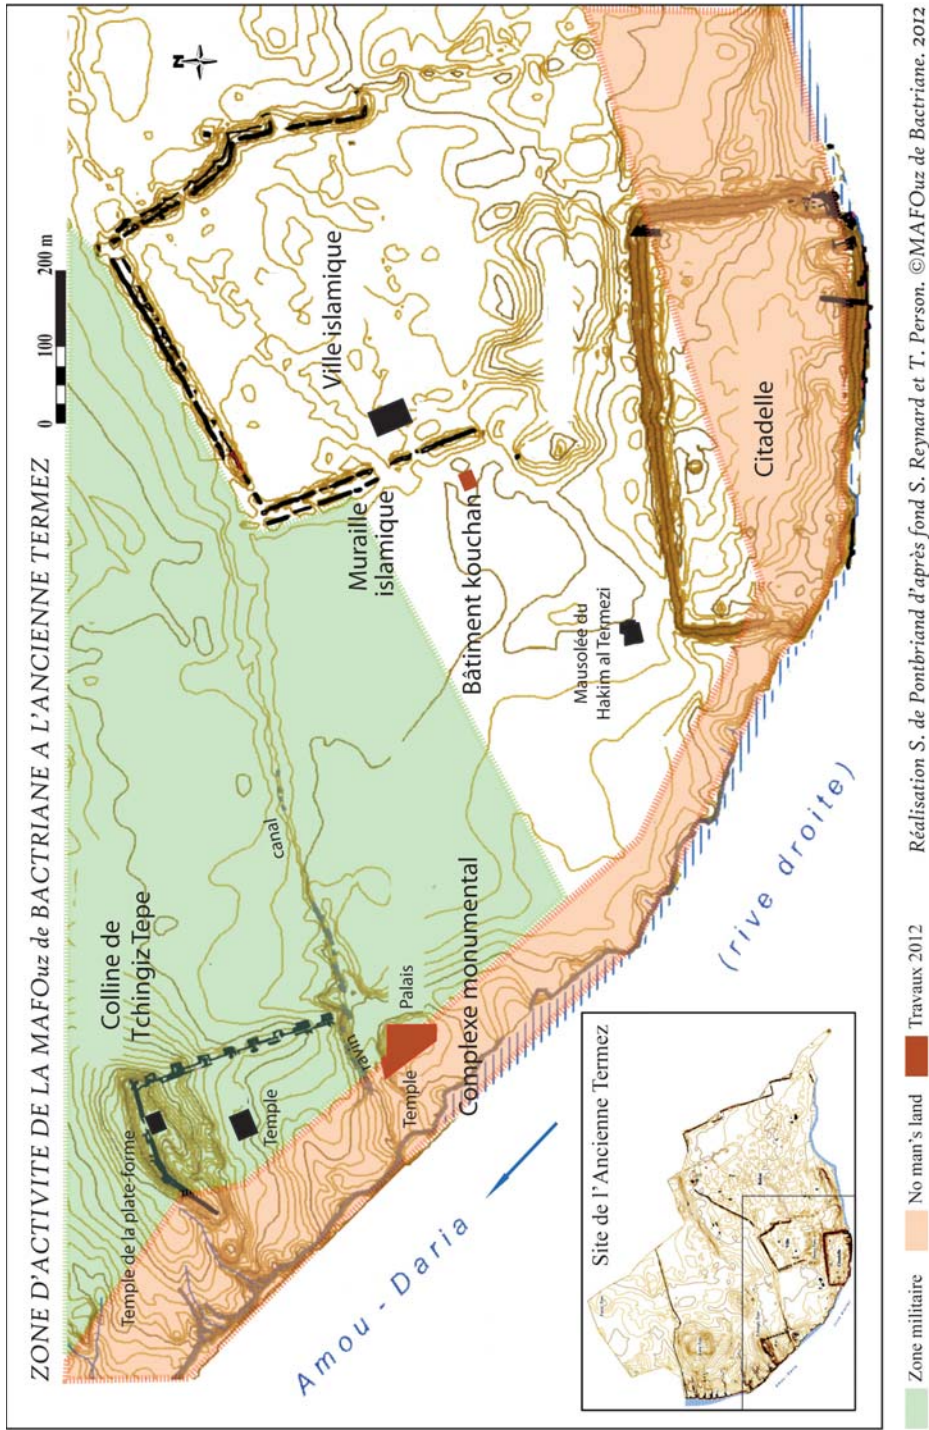 ZONE D'ACTIVITE DE LA MAFOuz de BACTRIANE A L'ANCIENNE TERMEZ
0 100 200 m
N
Colline de
Tchingiz Tepe
Temple de la plate-forme
Temple
canal
ravin
Palais
Temple
Complexe monumental
Ville islamique
Muraille
islamique
Bâtiment kouchan
Mausolée du
Hakim al Termezi
Citadelle
Amou - Daria
(rive droite)
Site de l'Ancienne Termez
Zone militaire
No man's land
Travaux 2012
Réalisation S. de Pontbriand d'après fond S. Reynard et T. Person. ©MAFOuz de Bactriane. 2012